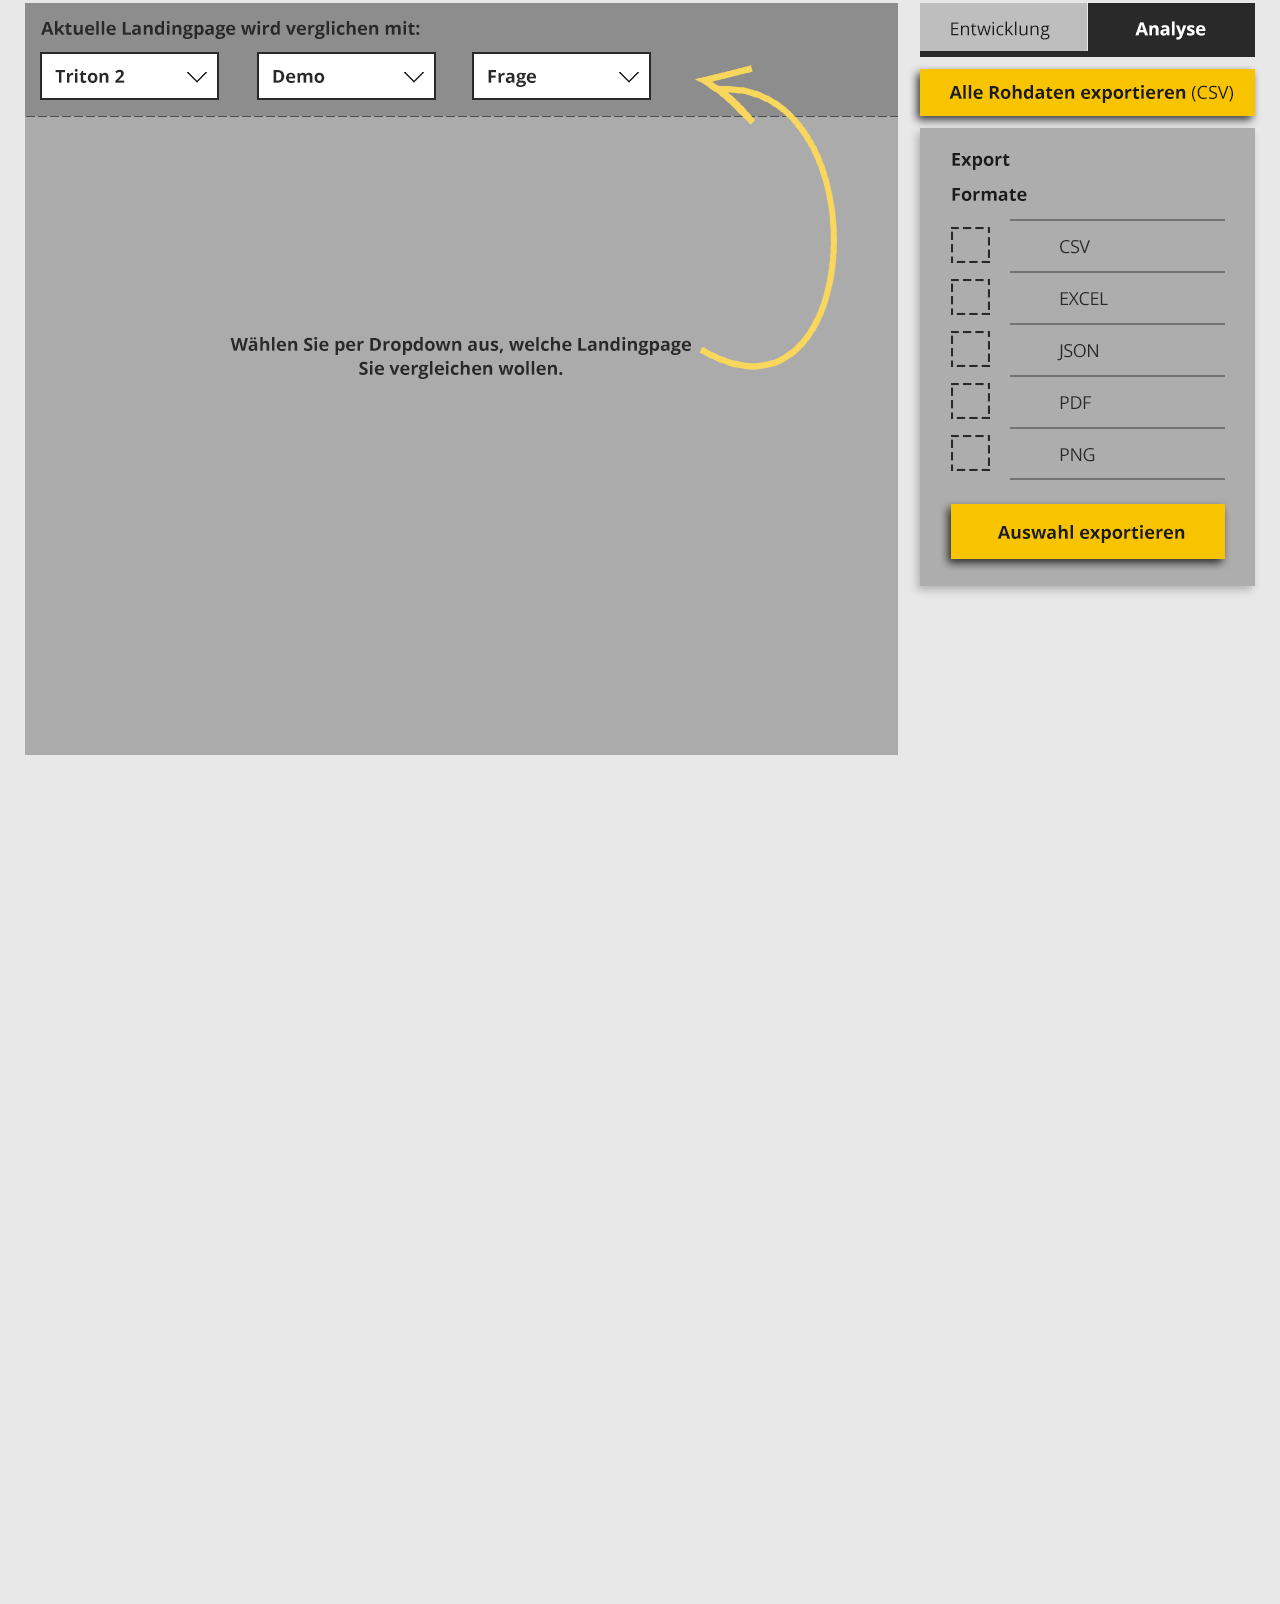 Aktuelle Landingpage wird verglichen mit:
Triton 2
Demo
Frage
Wählen Sie per Dropdown aus, welche Landingpage
Sie vergleichen wollen.
Entwicklung
Analyse
Alle Rohdaten exportieren (CSV)
Export
Formate
CSV
EXCEL
JSON
PDF
PNG
Auswahl exportieren